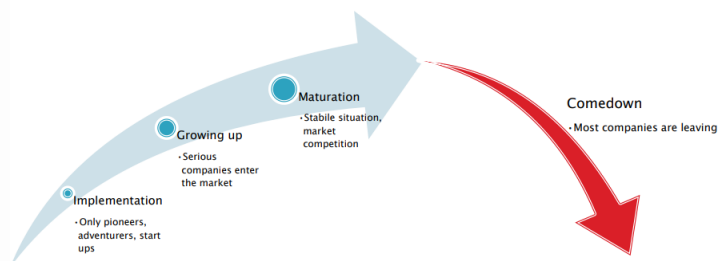 Implementation
·Only pioneers,
adventurers, start
ups
Growing up
·Serious
companies enter
the market
Maturation
·Stabile situation,
market
competition
Comedown
·Most companies are leaving